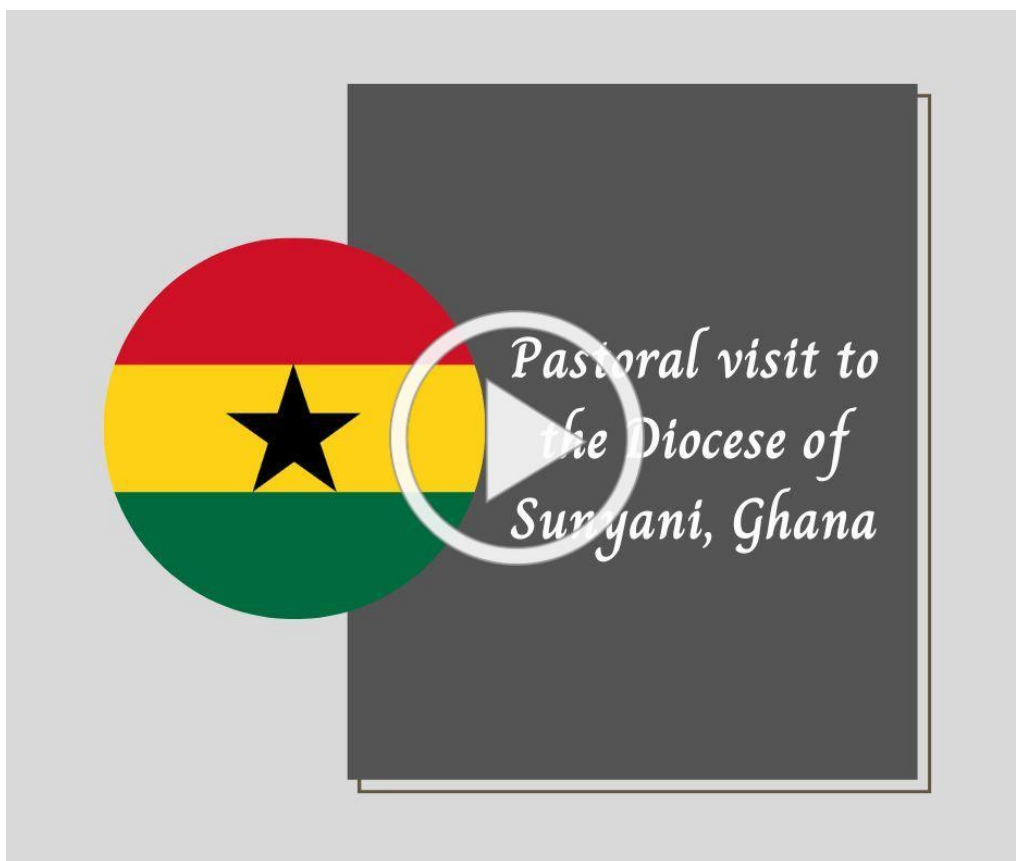 Pastoral visit to
the Diocese of
Sunyani, Ghana